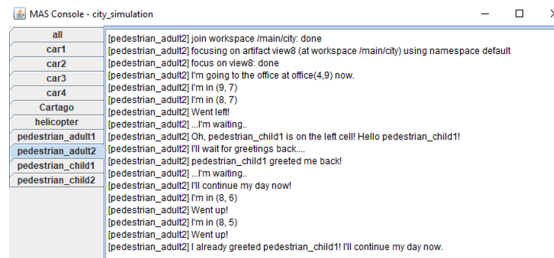 MAS Console - city_simulation
all
car1
car2
car3
car4
Cartago
helicopter
pedestrian_adult1
pedestrian_adult2
pedestrian_child1
pedestrian_child2
[pedestrian_adult2] join workspace /main/city: done
[pedestrian_adult2] focusing on artifact view8 (at workspace /main/city) using namespace default
[pedestrian_adult2] focus on view8: done
[pedestrian_adult2] I'm going to the office at office(4,9) now.
[pedestrian_adult2] I'm in (9, 7)
[pedestrian_adult2] I'm in (8, 7)
[pedestrian_adult2] Went left!
[pedestrian_adult2] ...I'm waiting..
[pedestrian_adult2] Oh, pedestrian_child1 is on the left cell! Hello pedestrian_child1!
[pedestrian_adult2] I'll wait for greetings back....
[pedestrian_adult2] pedestrian_child1 greeted me back!
[pedestrian_adult2] ...I'm waiting..
[pedestrian_adult2] I'll continue my day now!
[pedestrian_adult2] I'm in (8, 6)
[pedestrian_adult2] Went up!
[pedestrian_adult2] I'm in (8, 5)
[pedestrian_adult2] Went up!
[pedestrian_adult2] I already greeted pedestrian_child1! I'll continue my day now.